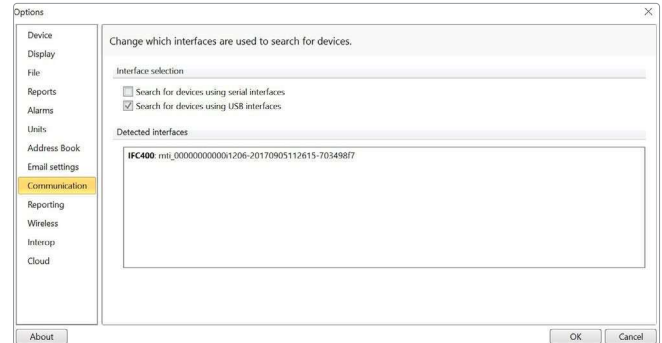 Options
Device
Display
File
Reports
Alarms
Units
Address Book
Email settings
Communication
Reporting
Wireless
Interop
Cloud
Change which interfaces are used to search for devices.
Interface selection
Search for devices using serial interfaces
Search for devices using USB interfaces
Detected interfaces
IFC400: mti_00000000000i1206-20170905112615-703498f7
About
OK
Cancel